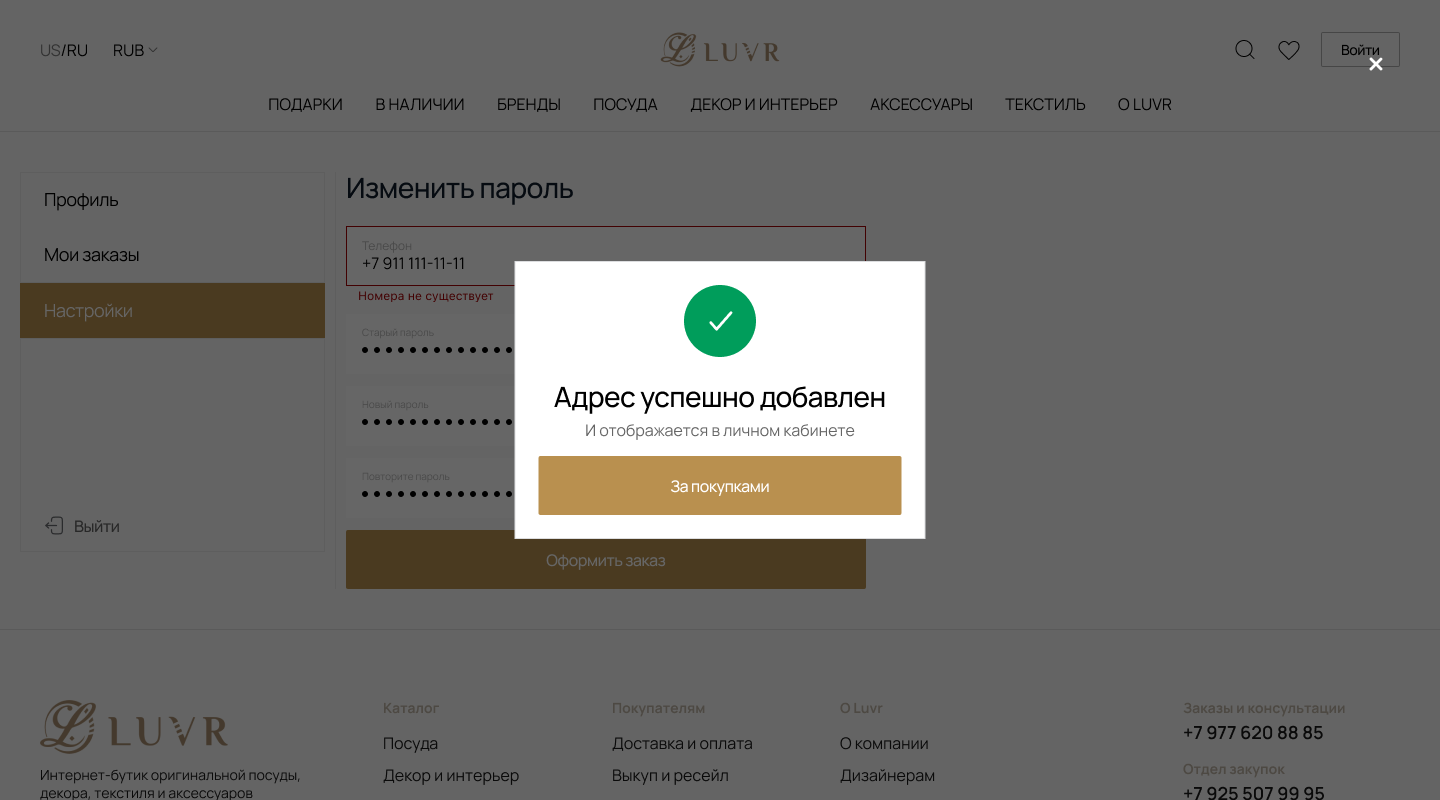 US/RU
RUB
LUVR
Войти
ПОДАРКИ
В НАЛИЧИИ
БРЕНДЫ
ПОСУДА
ДЕКОР И ИНТЕРЬЕР
АКСЕССУАРЫ
ТЕКСТИЛЬ
О LUVR
Профиль
Мои заказы
Настройки
Выйти
Изменить пароль
Телефон
+7 911 111-11-11
Номера не существует
Старый пароль
Новый пароль
Повторите пароль
Оформить заказ
Адрес успешно добавлен
И отображается в личном кабинете
За покупками
LUVR
Интернет-бутик оригинальной посуды,
декора, текстиля и аксессуаров
Каталог
Посуда
Декор и интерьер
Покупателям
Доставка и оплата
Выкуп и ресейл
О Luvr
О компании
Дизайнерам
Заказы и консультации
+7 977 620 88 85
Отдел закупок
+7 925 507 99 95